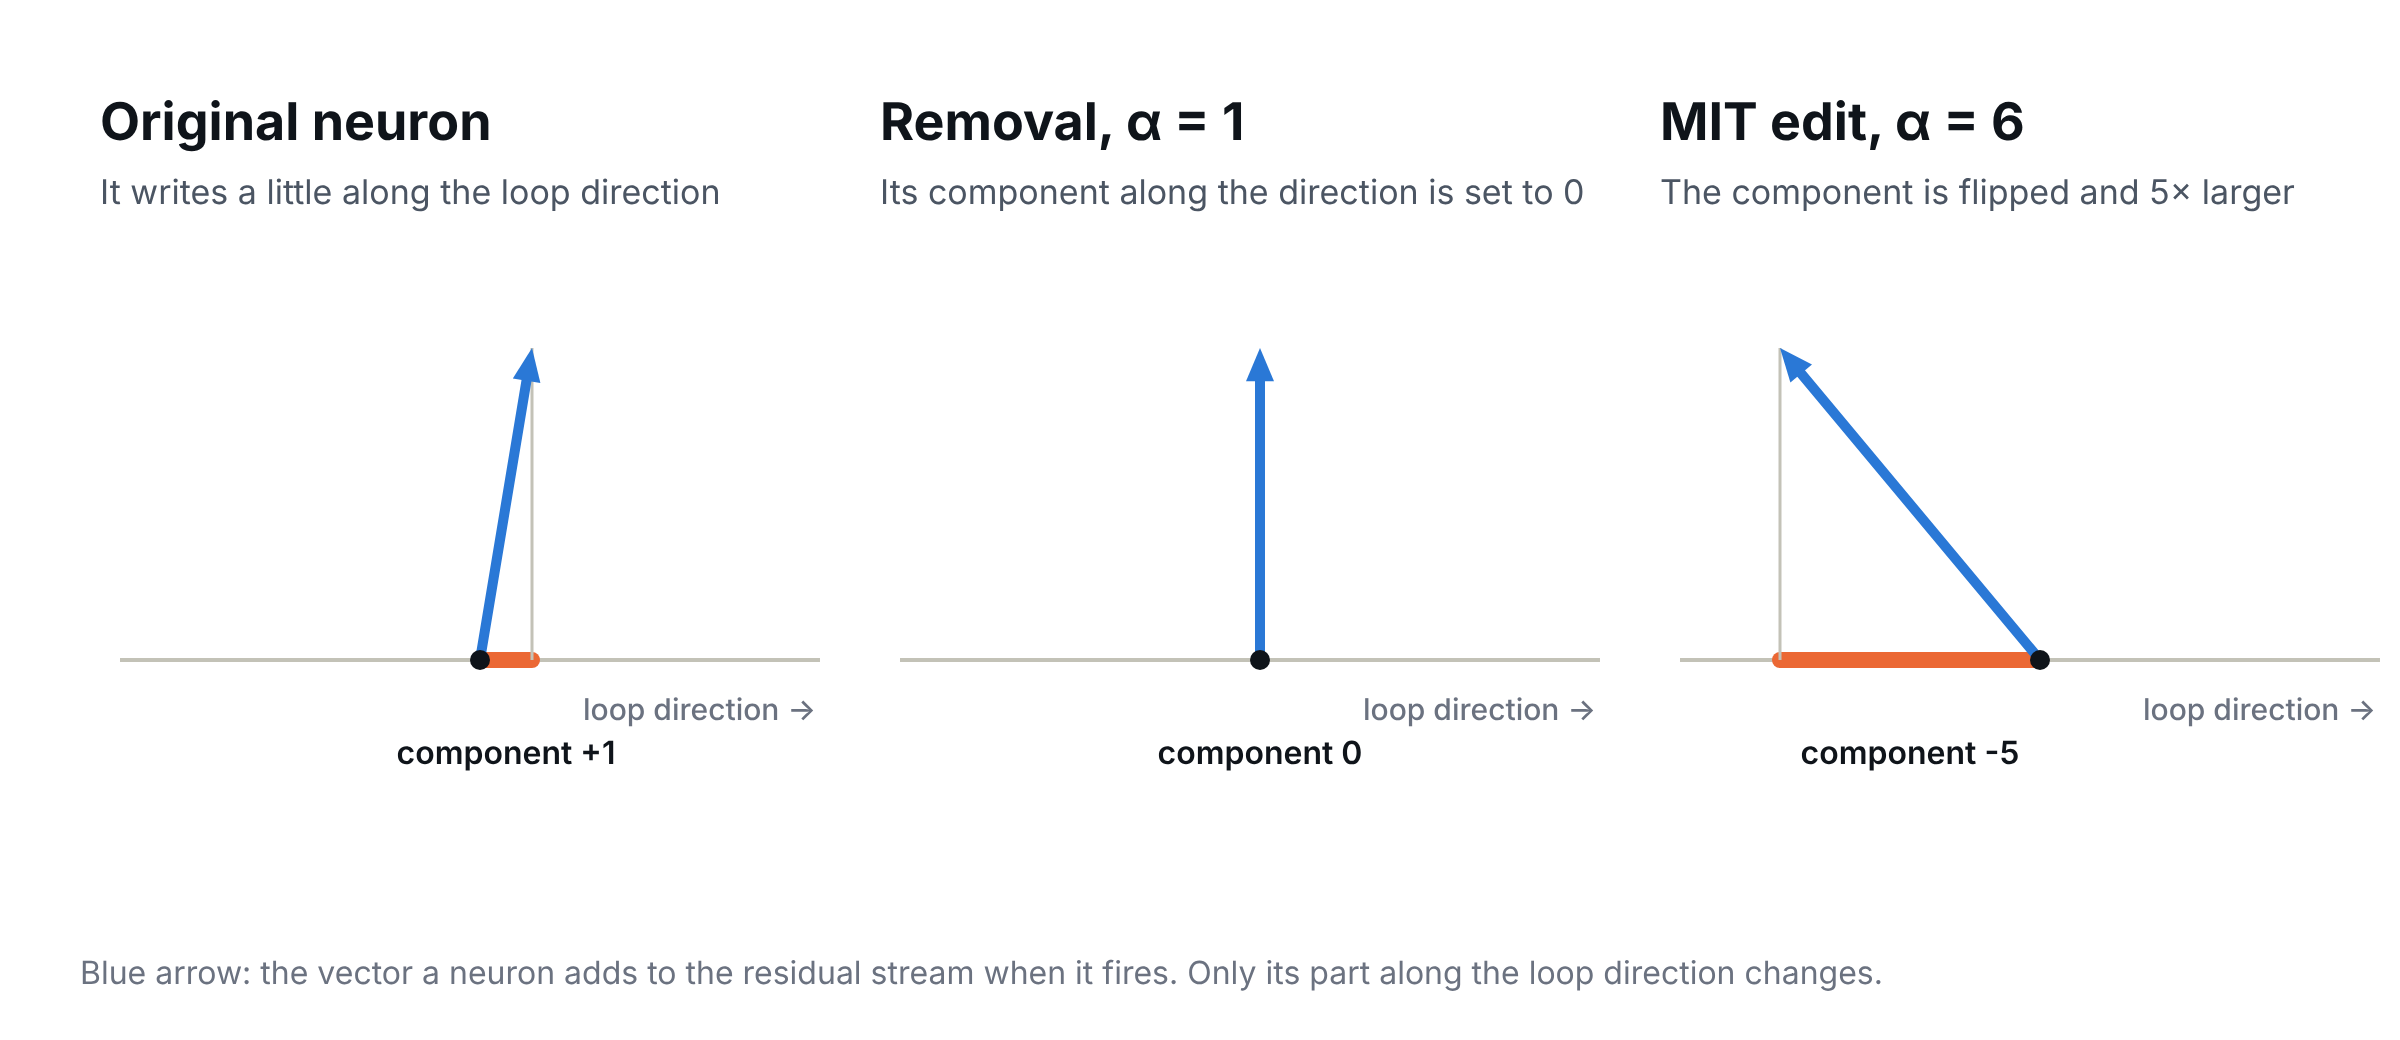 Original neuron
It writes a little along the loop direction
loop direction →
component +1
Removal, α = 1
Its component along the direction is set to 0
loop direction →
component 0
MIT edit, α = 6
The component is flipped and 5× larger
loop direction →
component -5
Blue arrow: the vector a neuron adds to the residual stream when it fires. Only its part along the loop direction changes.